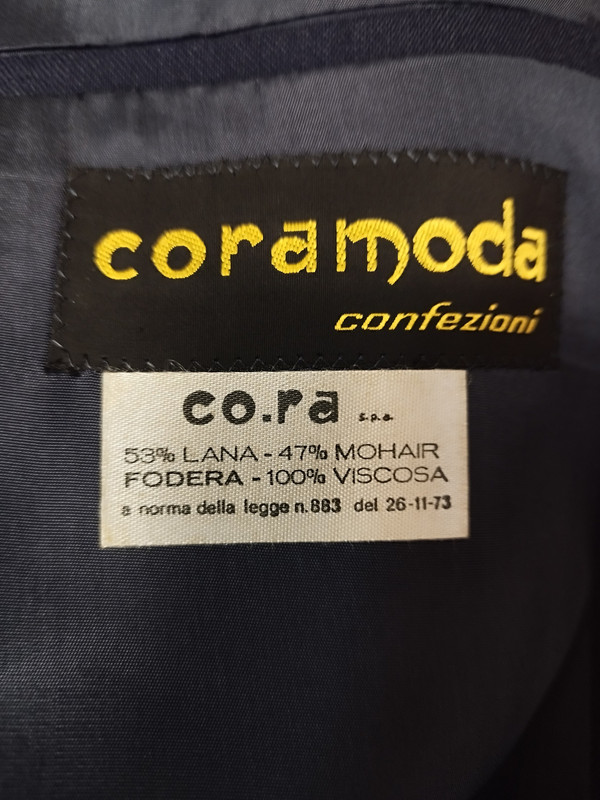 coramoda
confezioni
co.ra s.p.a.
53% LANA - 47% MOHAIR
FODERA - 100% VISCOSA
a norma della legge n.883 del 26-11-73